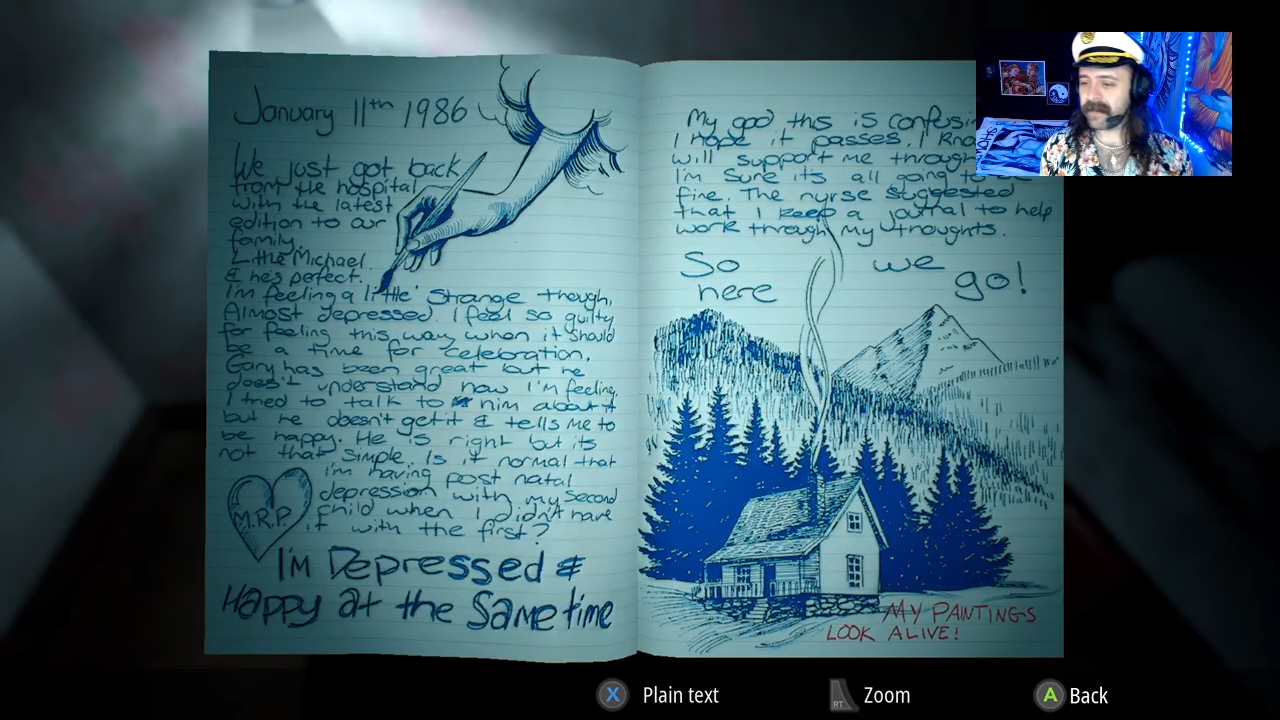 January 11th 1986
We just got back
from the hospital
with the latest
edition to our
family.
Little Michael
& he's perfect.
I'm feeling a little strange though,
Almost depressed. I feel so guilty
for feeling this way when it should
be a time for celebration.
Gary has been great but he
doesn't understand how I'm feeling.
I tried to talk to him about it
but he doesn't get it & tells me to
be happy. He is right but its
not that simple. Is it normal that
i'm having post natal
depression with my second
child when I didn't have
it with the first?
M.R.P.
I'm Depressed &
Happy at the Same time
My god this is
I hope it passes. I
will support me
I'm sure its all going to
fine. The nurse suggested
that I keep a journal to help
work through my thoughts.
So we
here go!
MY PAINTINGS
LOOK ALIVE!
X Plain text
RT Zoom
A Back